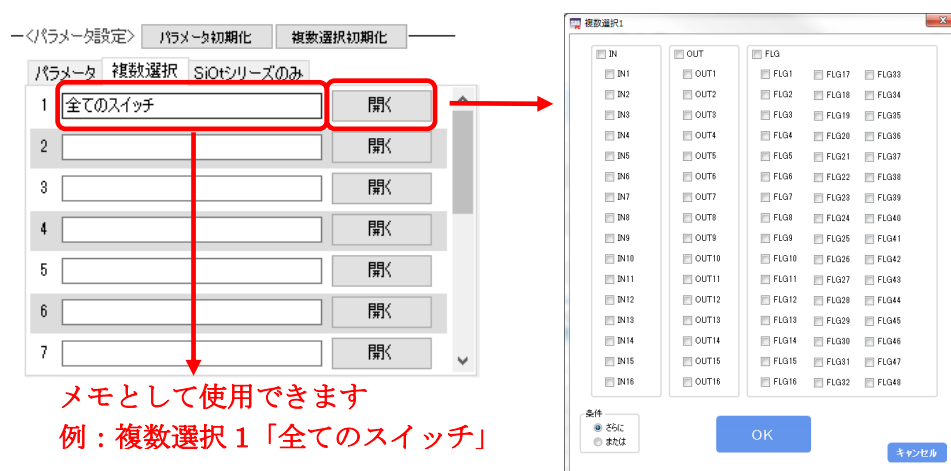 <パラメータ設定> パラメータ初期化 複数選択初期化
パラメータ 複数選択 SiOtシリーズのみ
1 全てのスイッチ 開く
2 開く
3 開く
4 開く
5 開く
6 開く
7 開く
メモとして使用できます
例：複数選択1「全てのスイッチ」
複数選択1
IN OUT FLG
IN1 OUT1 FLG1 FLG17 FLG33
IN2 OUT2 FLG2 FLG18 FLG34
IN3 OUT3 FLG3 FLG19 FLG35
IN4 OUT4 FLG4 FLG20 FLG36
IN5 OUT5 FLG5 FLG21 FLG37
IN6 OUT6 FLG6 FLG22 FLG38
IN7 OUT7 FLG7 FLG23 FLG39
IN8 OUT8 FLG8 FLG24 FLG40
IN9 OUT9 FLG9 FLG25 FLG41
IN10 OUT10 FLG10 FLG26 FLG42
IN11 OUT11 FLG11 FLG27 FLG43
IN12 OUT12 FLG12 FLG28 FLG44
IN13 OUT13 FLG13 FLG29 FLG45
IN14 OUT14 FLG14 FLG30 FLG46
IN15 OUT15 FLG15 FLG31 FLG47
IN16 OUT16 FLG16 FLG32 FLG48
条件
さらに
または
OK
キャンセル